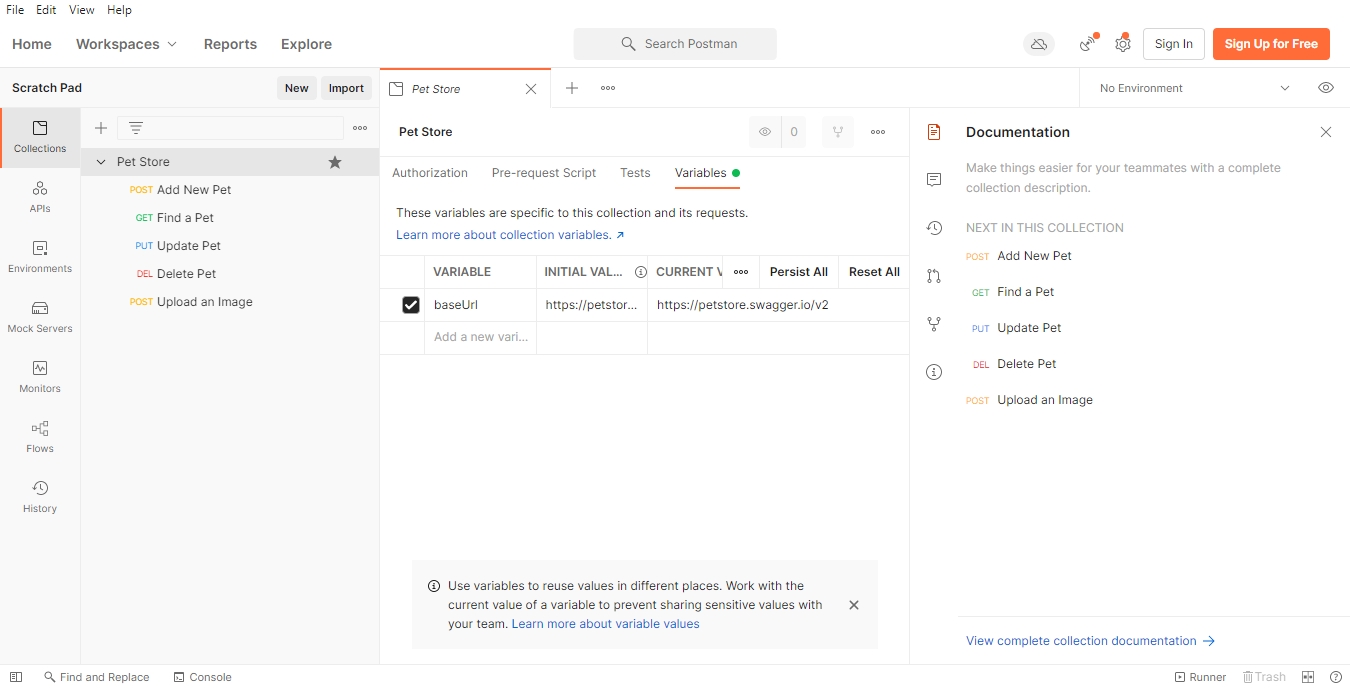 File Edit View Help
Home Workspaces Reports Explore Search Postman Sign In Sign Up for Free
Scratch Pad New Import Pet Store No Environment
Collections
APIs
Environments
Mock Servers
Monitors
Flows
History
Pet Store
POST Add New Pet
GET Find a Pet
PUT Update Pet
DEL Delete Pet
POST Upload an Image
Pet Store 0
Authorization Pre-request Script Tests Variables
These variables are specific to this collection and its requests.
Learn more about collection variables. ↗
VARIABLE INITIAL VAL... CURRENT V Persist All Reset All
baseUrl https://petstor... https://petstore.swagger.io/v2
Add a new vari...
Use variables to reuse values in different places. Work with the
current value of a variable to prevent sharing sensitive values with
your team. Learn more about variable values
Documentation
Make things easier for your teammates with a complete
collection description.
NEXT IN THIS COLLECTION
POST Add New Pet
GET Find a Pet
PUT Update Pet
DEL Delete Pet
POST Upload an Image
View complete collection documentation →
Find and Replace Console Runner Trash